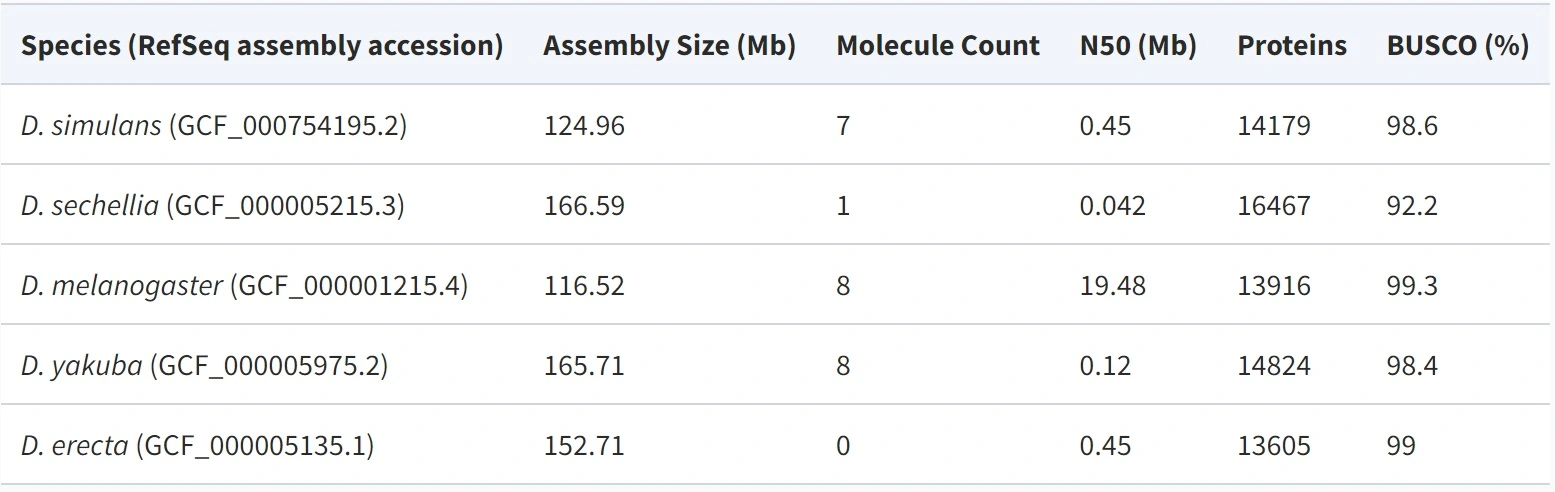 Species (RefSeq assembly accession) Assembly Size (Mb) Molecule Count N50 (Mb) Proteins BUSCO (%)
D. simulans (GCF_000754195.2) 124.96 7 0.45 14179 98.6
D. sechellia (GCF_000005215.3) 166.59 1 0.042 16467 92.2
D. melanogaster (GCF_000001215.4) 116.52 8 19.48 13916 99.3
D. yakuba (GCF_000005975.2) 165.71 8 0.12 14824 98.4
D. erecta (GCF_000005135.1) 152.71 0 0.45 13605 99